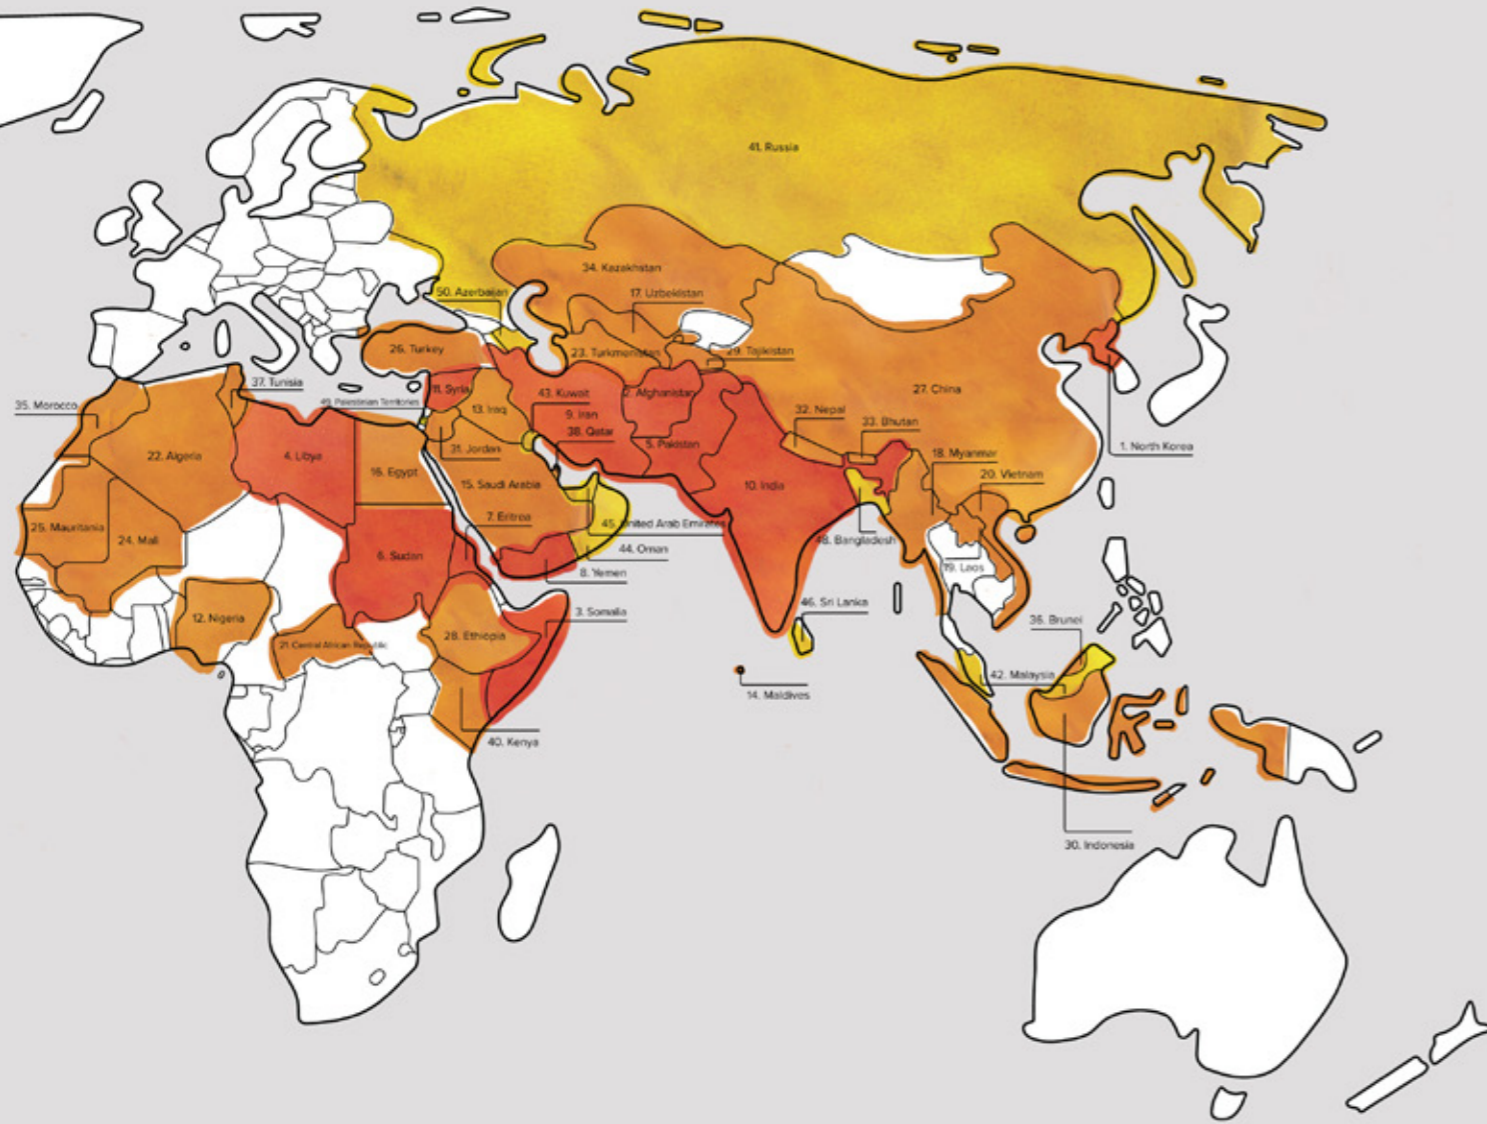 41. Russia
34. Kazakhstan
50. Azerbaijan
17. Uzbekistan
26. Turkey
23. Turkmenistan
29. Tajikistan
37. Tunisia
11. Syria
43. Kuwait
2. Afghanistan
27. China
35. Morocco
49. Palestinian Territories
13. Iraq
9. Iran
32. Nepal
33. Bhutan
38. Qatar
5. Pakistan
31. Jordan
1. North Korea
22. Algeria
4. Libya
16. Egypt
18. Myanmar
20. Vietnam
15. Saudi Arabia
10. India
7. Eritrea
25. Mauritania
24. Mali
45. United Arab Emirates
48. Bangladesh
44. Oman
6. Sudan
8. Yemen
19. Laos
46. Sri Lanka
3. Somalia
12. Nigeria
36. Brunei
28. Ethiopia
21. Central African Republic
42. Malaysia
14. Maldives
40. Kenya
30. Indonesia